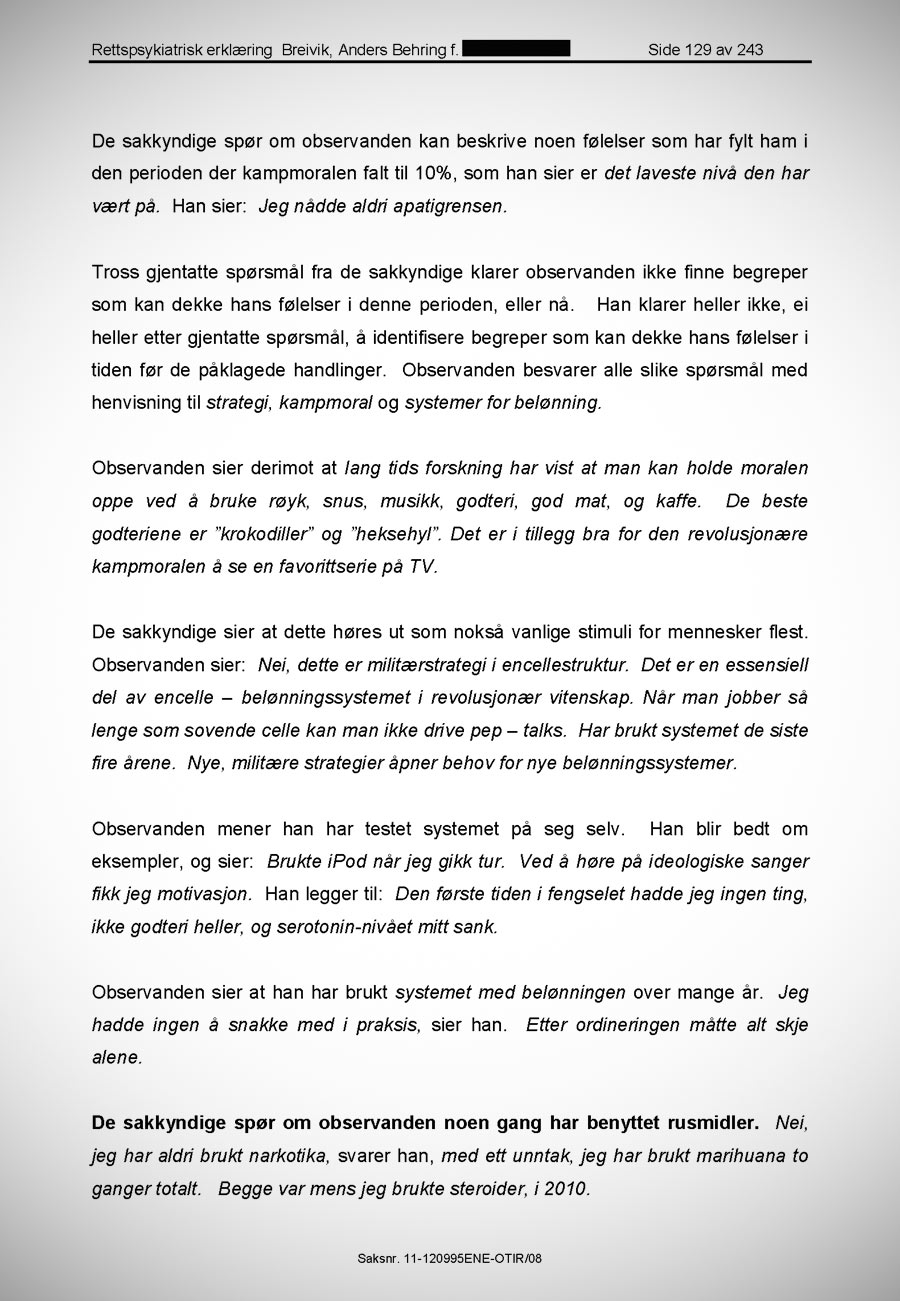 Rettspsykiatrisk erklæring  Breivik, Anders Behring f.
Side 129 av 243
De sakkyndige spør om observanden kan beskrive noen følelser som har fylt ham i
den perioden der kampmoralen falt til 10%, som han sier er det laveste nivå den har
vært på.  Han sier:  Jeg nådde aldri apatigrensen.
Tross gjentatte spørsmål fra de sakkyndige klarer observanden ikke finne begreper
som kan dekke hans følelser i denne perioden, eller nå.   Han klarer heller ikke, ei
heller etter gjentatte spørsmål, å identifisere begreper som kan dekke hans følelser i
tiden før de påklagede handlinger.  Observanden besvarer alle slike spørsmål med
henvisning til strategi, kampmoral og systemer for belønning.
Observanden sier derimot at lang tids forskning har vist at man kan holde moralen
oppe ved å bruke røyk, snus, musikk, godteri, god mat, og kaffe.  De beste
godteriene er ”krokodiller” og ”heksehyl”. Det er i tillegg bra for den revolusjonære
kampmoralen å se en favorittserie på TV.
De sakkyndige sier at dette høres ut som nokså vanlige stimuli for mennesker flest.
Observanden sier:  Nei, dette er militærstrategi i encellestruktur.  Det er en essensiell
del av encelle – belønningssystemet i revolusjonær vitenskap. Når man jobber så
lenge som sovende celle kan man ikke drive pep – talks.  Har brukt systemet de siste
fire årene.  Nye, militære strategier åpner behov for nye belønningssystemer.
Observanden mener han har testet systemet på seg selv.  Han blir bedt om
eksempler, og sier:  Brukte iPod når jeg gikk tur.  Ved å høre på ideologiske sanger
fikk jeg motivasjon.  Han legger til:  Den første tiden i fengselet hadde jeg ingen ting,
ikke godteri heller, og serotonin-nivået mitt sank.
Observanden sier at han har brukt systemet med belønningen over mange år.  Jeg
hadde ingen å snakke med i praksis, sier han.  Etter ordineringen måtte alt skje
alene.
De sakkyndige spør om observanden noen gang har benyttet rusmidler.  Nei,
jeg har aldri brukt narkotika, svarer han, med ett unntak, jeg har brukt marihuana to
ganger totalt.   Begge var mens jeg brukte steroider, i 2010.
Saksnr. 11-120995ENE-OTIR/08